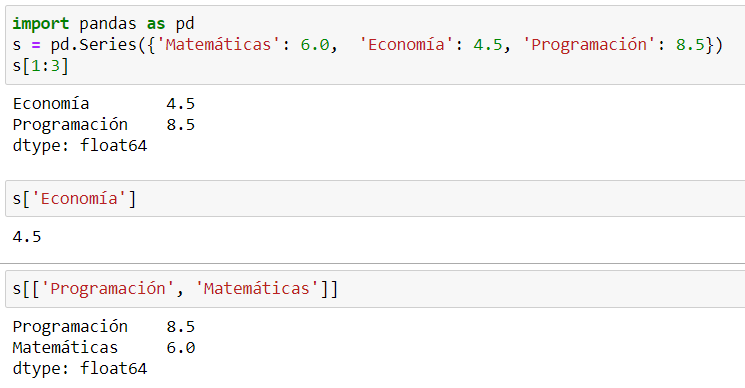 import pandas as pd
s = pd.Series({'Matemáticas': 6.0,  'Economía': 4.5, 'Programación': 8.5})
s[1:3]
Economía        4.5
Programación    8.5
dtype: float64
s['Economía']
4.5
s[['Programación', 'Matemáticas']]
Programación    8.5
Matemáticas     6.0
dtype: float64